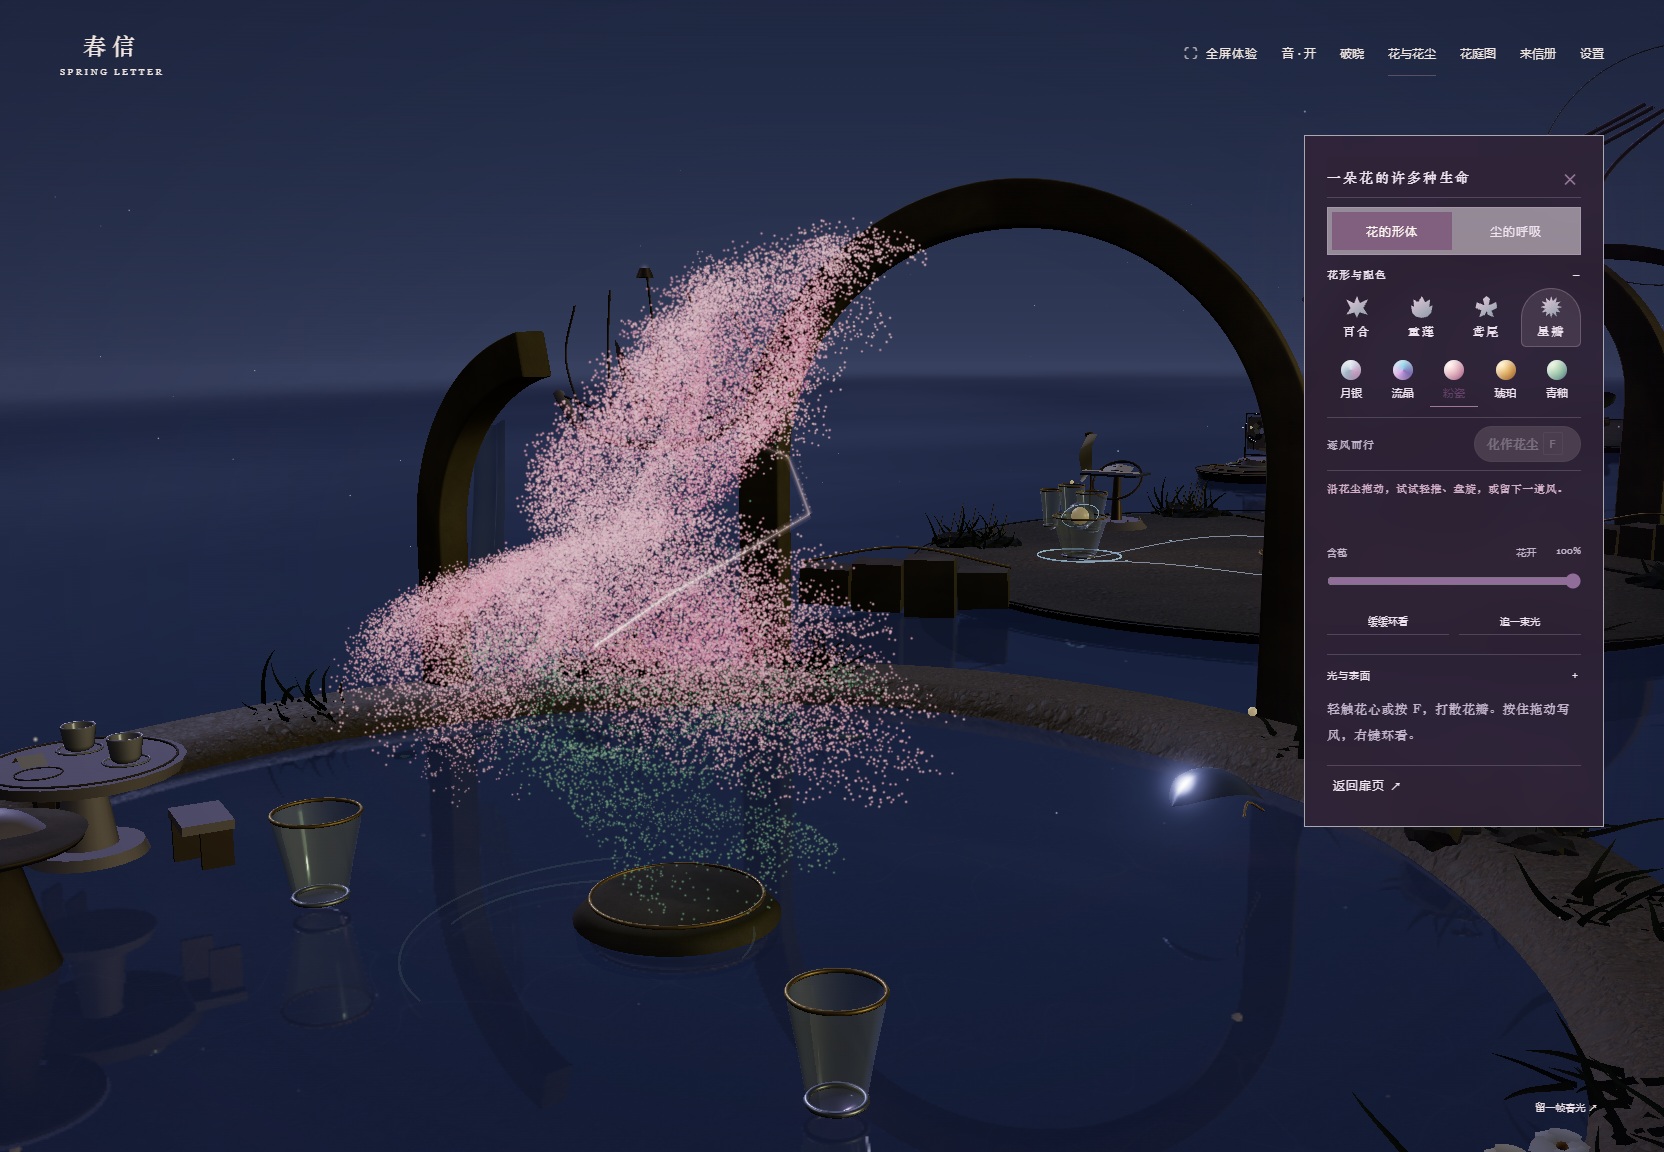 春信
SPRING LETTER
全屏体验 音·开 破晓 花与花尘 花庭图 来信册 设置
一朵花的许多种生命
花的形体 尘的呼吸
花形与配色
百合 重莲 鸢尾 星瓣
月银 流晶 粉瓷 琥珀 青釉
逐风而行 化作花尘 F
沿花尘拖动，试试轻推、盘旋，或留下一道风。
含苞 花开 100%
缓缓环看 追一束光
光与表面
轻触花心或按 F，打散花瓣。按住拖动写
风，右键环看。
返回扉页 ↗
留一帧春光 ↗